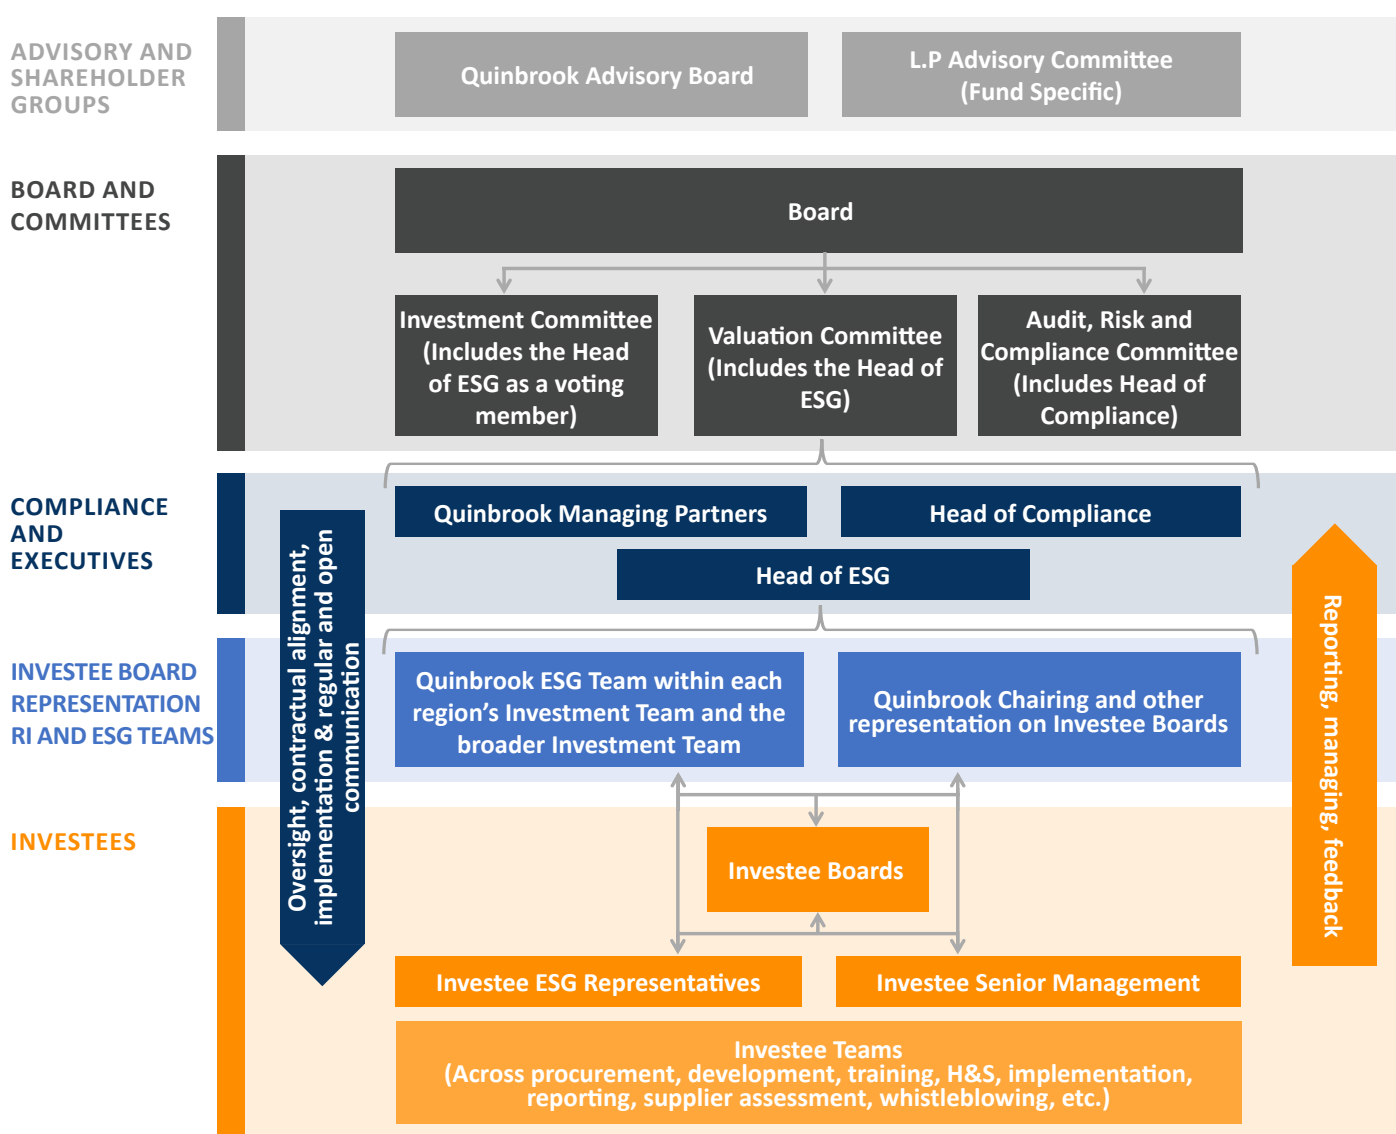 ADVISORY AND
SHAREHOLDER
GROUPS
Quinbrook Advisory Board
L.P Advisory Committee
(Fund Specific)
BOARD AND
COMMITTEES
Board
Investment Committee
(Includes the Head
of ESG as a voting
member)
Valuation Committee
(Includes the Head of
ESG)
Audit, Risk and
Compliance Committee
(Includes Head of
Compliance)
COMPLIANCE
AND
EXECUTIVES
Quinbrook Managing Partners
Head of Compliance
Head of ESG
Oversight, contractual alignment,
implementation & regular and open
communication
Reporting, managing, feedback
INVESTEE BOARD
REPRESENTATION
RI AND ESG TEAMS
Quinbrook ESG Team within each
region’s Investment Team and the
broader Investment Team
Quinbrook Chairing and other
representation on Investee Boards
INVESTEES
Investee Boards
Investee ESG Representatives
Investee Senior Management
Investee Teams
(Across procurement, development, training, H&S, implementation,
reporting, supplier assessment, whistleblowing, etc.)